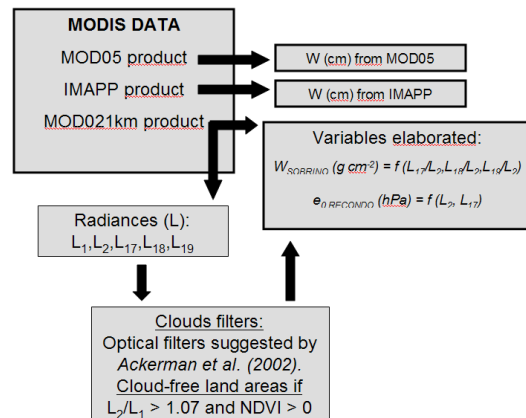 MODIS DATA
MOD05 product
IMAPP product
MOD021km product
W (cm) from MOD05
W (cm) from IMAPP
Variables elaborated:
W_SOBRINO (g cm⁻²) = f (L₁₇/L₂,L₁₈/L₂,L₁₉/L₂)
e₀ RECONDO (hPa) = f (L₂, L₁₇)
Radiances (L):
L₁,L₂,L₁₇,L₁₈,L₁₉
Clouds filters:
Optical filters suggested by
Ackerman et al. (2002).
Cloud-free land areas if
L₂/L₁ > 1.07 and NDVI > 0